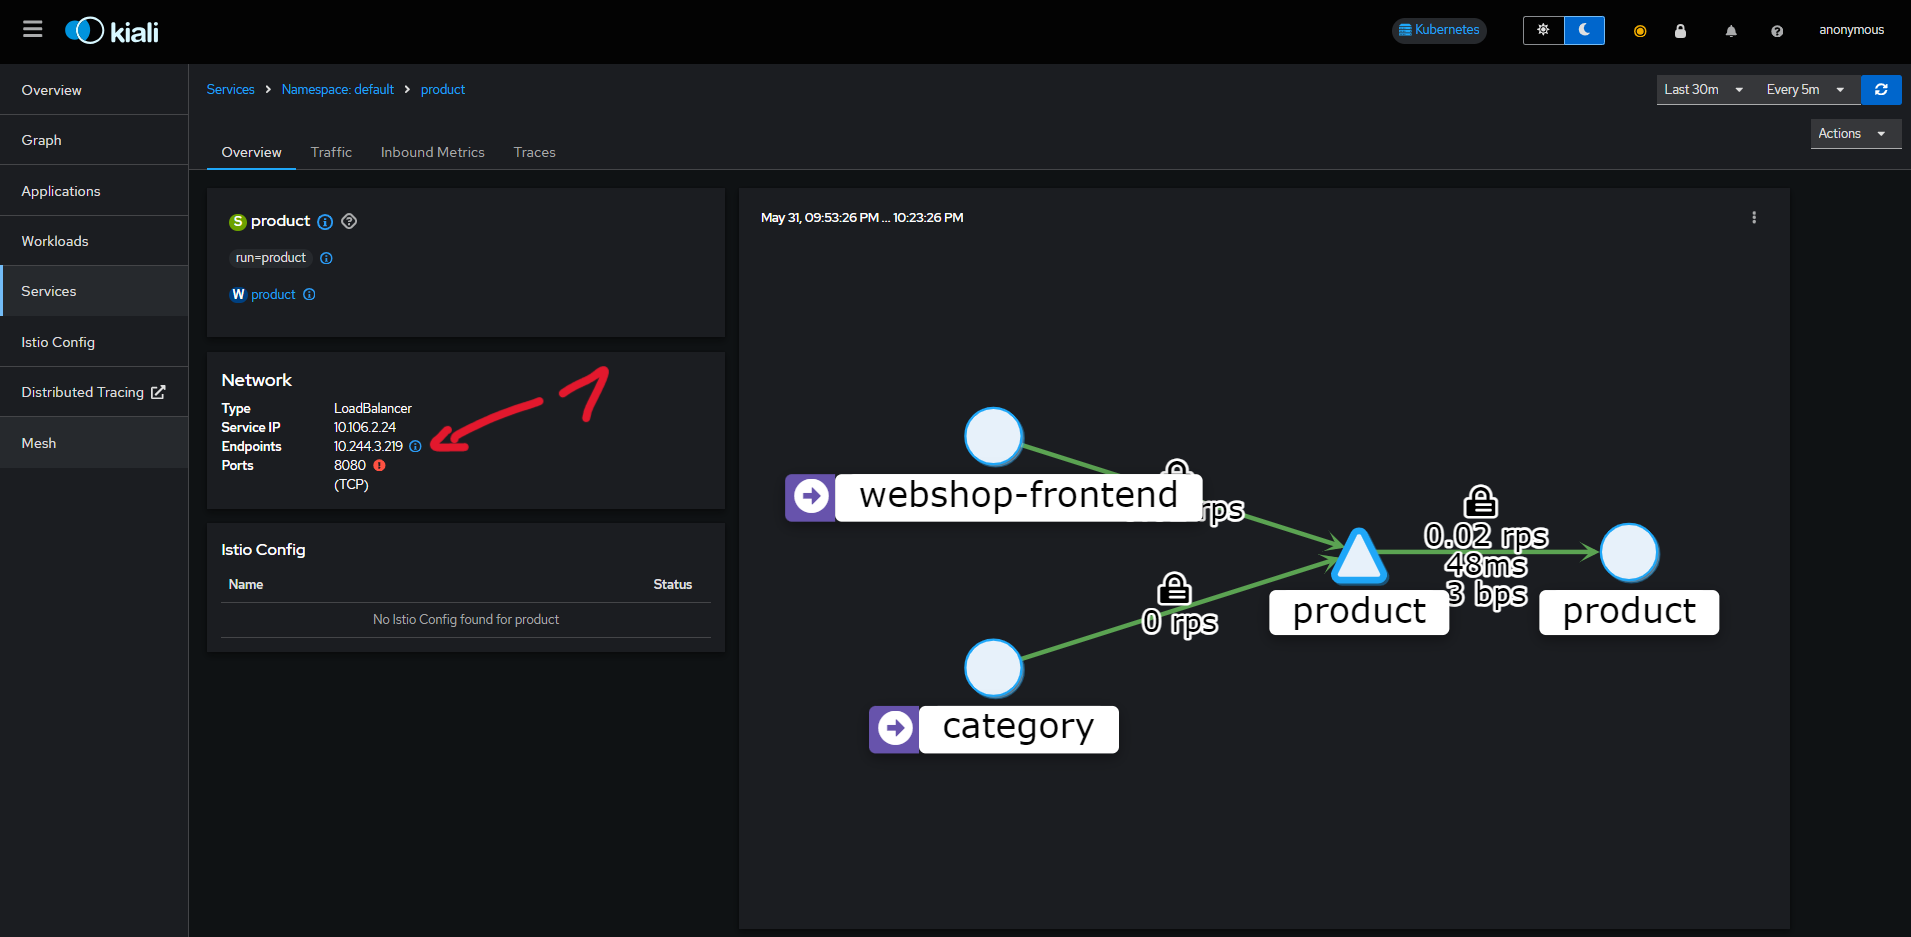 kiali
Kubernetes
anonymous
Overview
Graph
Applications
Workloads
Services
Istio Config
Distributed Tracing
Mesh
Services > Namespace: default > product
Last 30m
Every 5m
Actions
Overview
Traffic
Inbound Metrics
Traces
S product
run=product
W product
Network
Type LoadBalancer
Service IP 10.106.2.24
Endpoints 10.244.3.219
Ports 8080
(TCP)
1
Istio Config
Name Status
No Istio Config found for product
May 31, 09:53:26 PM ... 10:23:26 PM
webshop-frontend
rps
0.02 rps
48ms
3 bps
product
product
0 rps
category